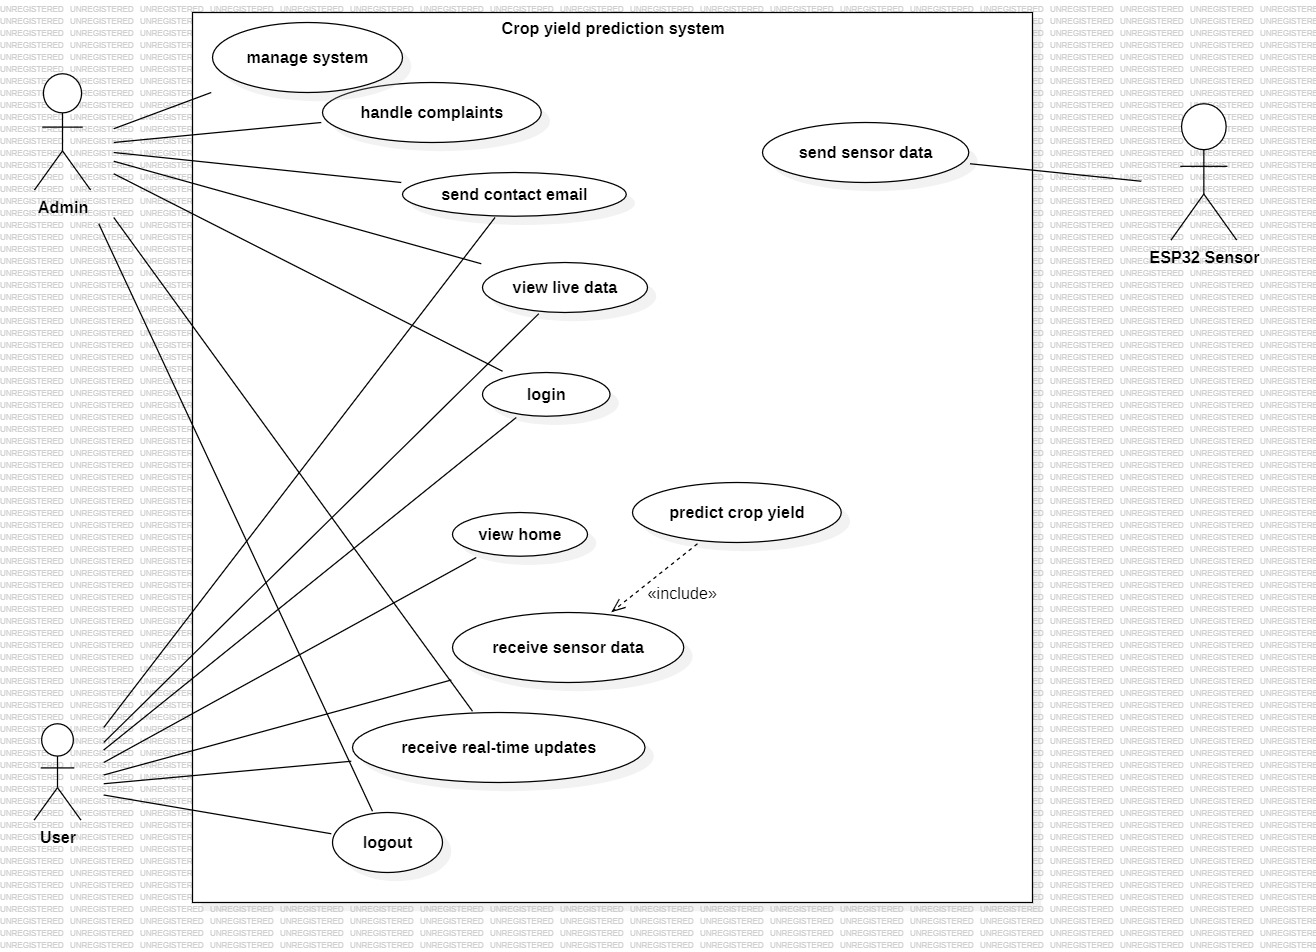 Crop yield prediction system
manage system
handle complaints
send sensor data
send contact email
Admin
ESP32 Sensor
view live data
login
predict crop yield
view home
«include»
receive sensor data
receive real-time updates
User
logout
UNREGISTERED